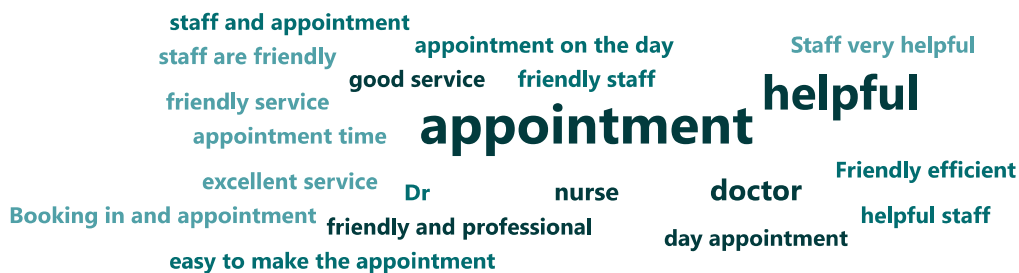 staff and appointment
appointment on the day
Staff very helpful
staff are friendly
good service
friendly staff
helpful
friendly service
appointment
appointment time
Friendly efficient
excellent service
Dr
nurse
doctor
Booking in and appointment
helpful staff
friendly and professional
day appointment
easy to make the appointment